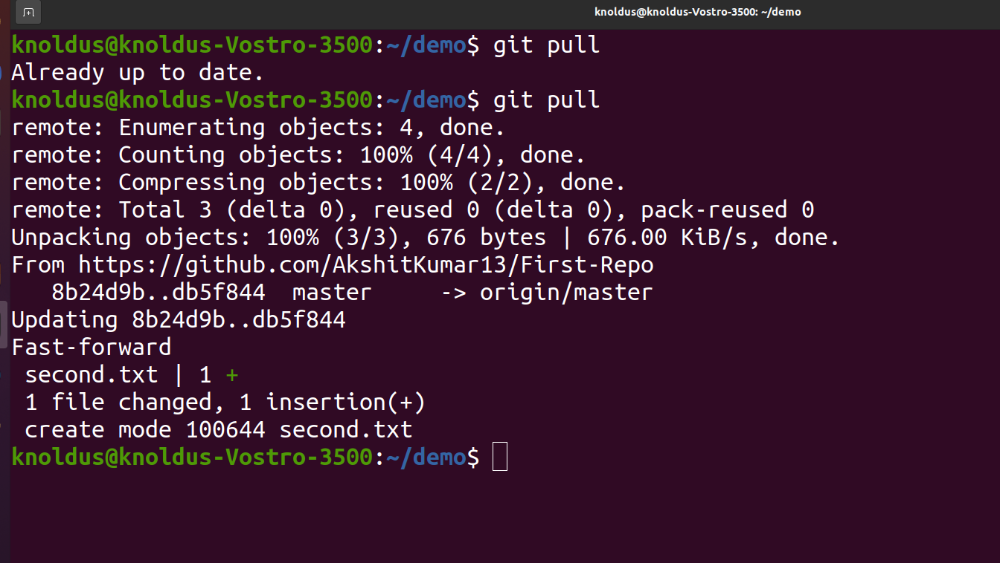 knoldus@knoldus-Vostro-3500: ~/demo
knoldus@knoldus-Vostro-3500:~/demo$ git pull
Already up to date.
knoldus@knoldus-Vostro-3500:~/demo$ git pull
remote: Enumerating objects: 4, done.
remote: Counting objects: 100% (4/4), done.
remote: Compressing objects: 100% (2/2), done.
remote: Total 3 (delta 0), reused 0 (delta 0), pack-reused 0
Unpacking objects: 100% (3/3), 676 bytes | 676.00 KiB/s, done.
From https://github.com/AkshitKumar13/First-Repo
   8b24d9b..db5f844  master     -> origin/master
Updating 8b24d9b..db5f844
Fast-forward
 second.txt | 1 +
 1 file changed, 1 insertion(+)
 create mode 100644 second.txt
knoldus@knoldus-Vostro-3500:~/demo$